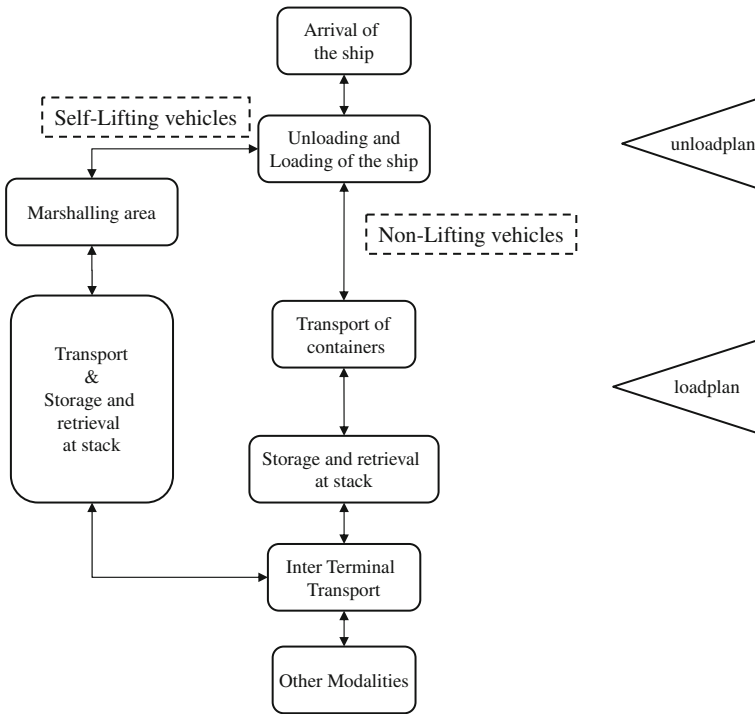 Arrival of
the ship
Self-Lifting vehicles
Unloading and
Loading of the ship
unloadplan
Marshalling area
Non-Lifting vehicles
Transport
&
Storage and
retrieval
at stack
Transport of
containers
loadplan
Storage and retrieval
at stack
Inter Terminal
Transport
Other Modalities